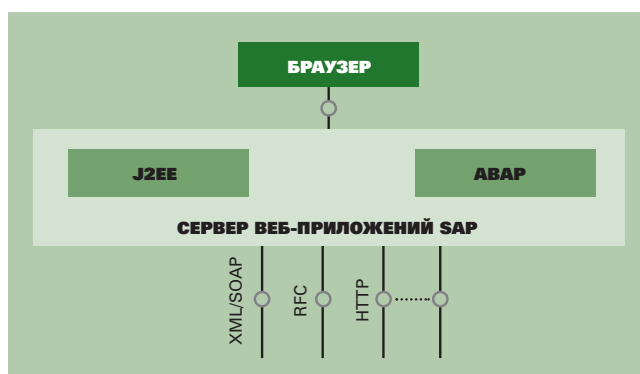 БРАУЗЕР
J2EE
ABAP
СЕРВЕР ВЕБ-ПРИЛОЖЕНИЙ SAP
XML/SOAP
RFC
HTTP